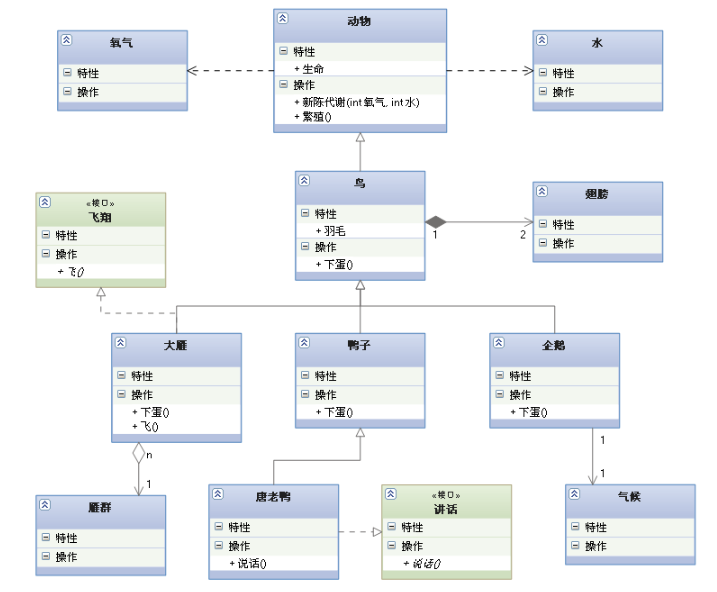 动物
特性
+ 生命
操作
+ 新陈代谢(int 氧气, int 水)
+ 繁殖()
氧气
特性
操作
水
特性
操作
鸟
特性
+ 羽毛
操作
+ 下蛋()
1
2
翅膀
特性
操作
«接口»
飞翔
特性
操作
+ 飞()
大雁
特性
操作
+ 下蛋()
+ 飞()
鸭子
特性
操作
+ 下蛋()
企鹅
特性
操作
+ 下蛋()
n
1
1
1
雁群
特性
操作
唐老鸭
特性
操作
+ 说话()
«接口»
讲话
特性
操作
+ 说话()
气候
特性
操作